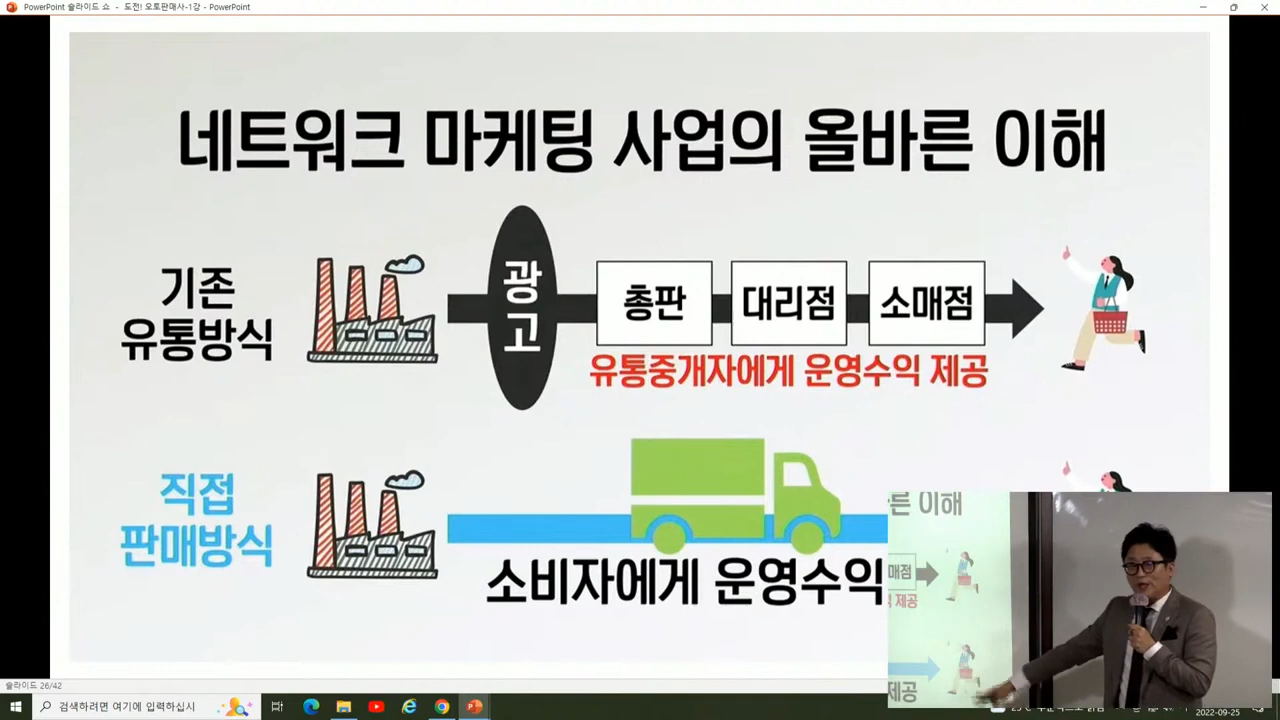 PowerPoint 슬라이드 쇼 - 도전! 오토판매사-1강 - PowerPoint
네트워크 마케팅 사업의 올바른 이해
기존
유통방식
광
고
총판
대리점
소매점
유통중개자에게 운영수익 제공
직접
판매방식
소비자에게 운영수익
른 이해
매점
제공
제공
슬라이드 26/42
검색하려면 여기에 입력하십시
2022-09-25